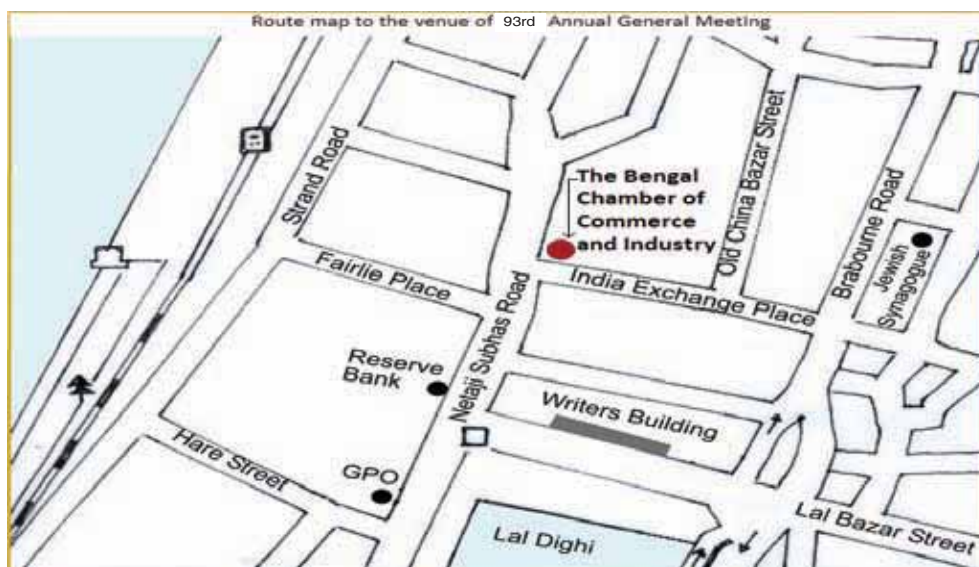 Route map to the venue of 93rd Annual General Meeting
Strand Road
The Bengal
Chamber of
Commerce
and Industry
Old China Bazar Street
Brabourne Road
Jewish
Synagogue
Fairlie Place
India Exchange Place
Netaji Subhas Road
Reserve
Bank
Writers Building
Hare Street
GPO
Lal Dighi
Lal Bazar Street